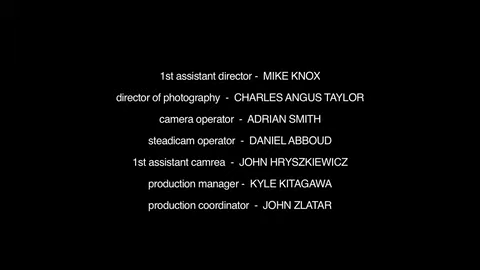 1st assistant director - MIKE KNOX
director of photography - CHARLES ANGUS TAYLOR
camera operator - ADRIAN SMITH
steadicam operator - DANIEL ABBOUD
1st assistant camrea - JOHN HRYSZKIEWICZ
production manager - KYLE KITAGAWA
production coordinator - JOHN ZLATAR